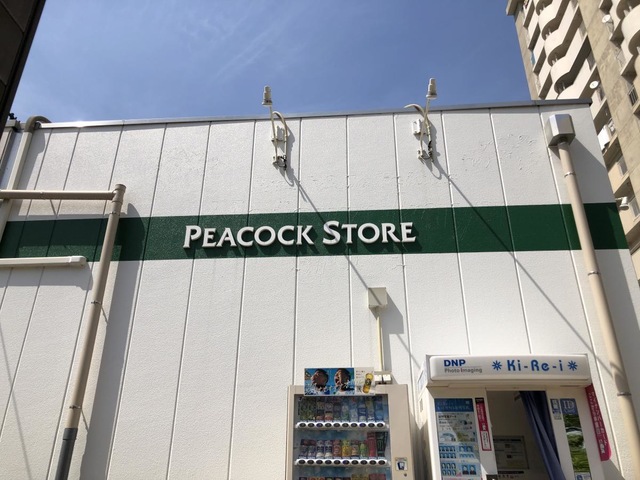 PEACOCK STORE
DNP
Photo Imaging
Ki-Re-i